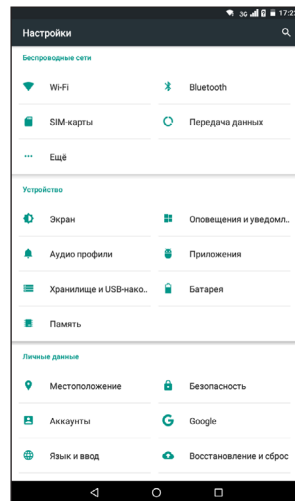 3G 17:23
Настройки
Беспроводные сети
Wi-Fi
Bluetooth
SIM-карты
Передача данных
Ещё
Устройство
Экран
Оповещения и уведомл..
Аудио профили
Приложения
Хранилище и USB-нако..
Батарея
Память
Личные данные
Местоположение
Безопасность
Аккаунты
Google
Язык и ввод
Восстановление и сброс